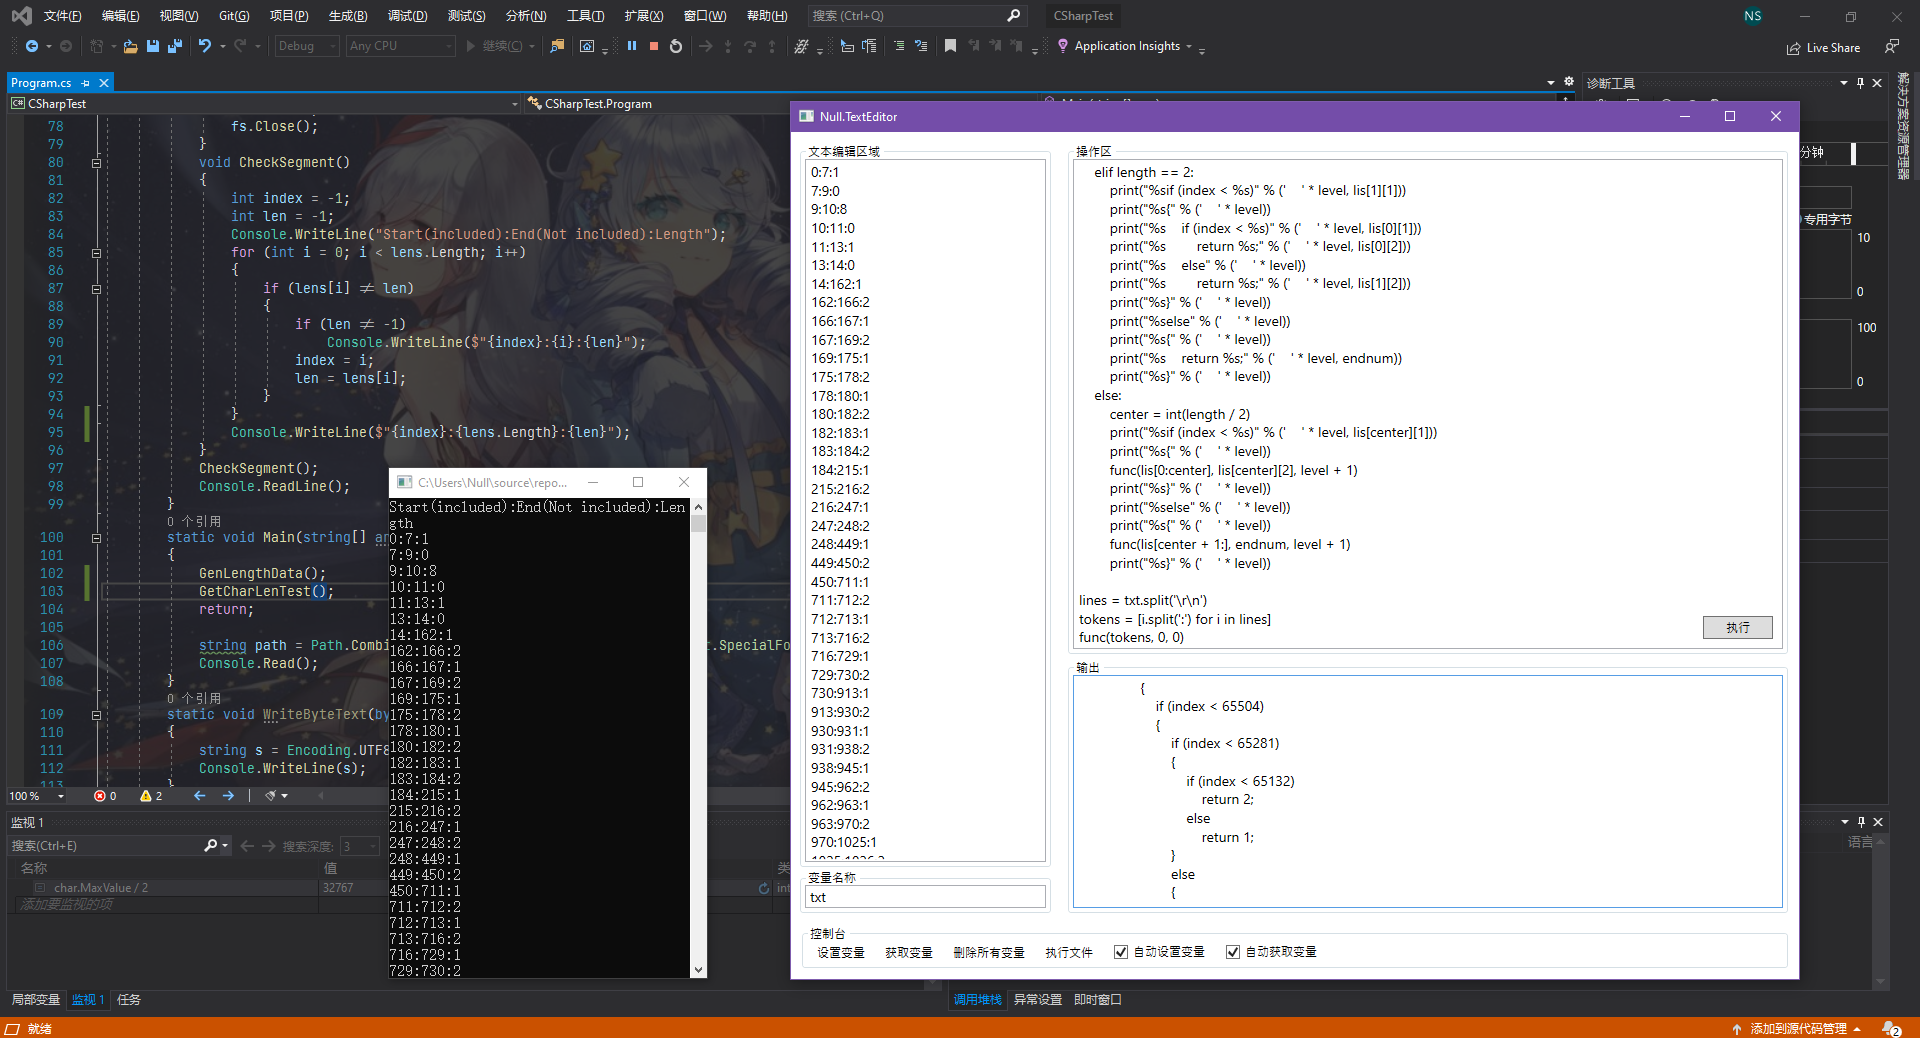 文件(F) 编辑(E) 视图(V) Git(G) 项目(P) 生成(B) 调试(D) 测试(S) 分析(N) 工具(T) 扩展(X) 窗口(W) 帮助(H) 搜索 (Ctrl+Q) CSharpTest NS
Debug Any CPU 继续(C) Application Insights Live Share
Program.cs
CSharpTest CSharpTest.Program
78 fs.Close();
79 }
80 void CheckSegment()
81 {
82 int index = -1;
83 int len = -1;
84 Console.WriteLine("Start(included):End(Not included):Length");
85 for (int i = 0; i < lens.Length; i++)
86 {
87 if (lens[i] ≠ len)
88 {
89 if (len ≠ -1)
90 Console.WriteLine($"{index}:{i}:{len}");
91 index = i;
92 len = lens[i];
93 }
94 }
95 Console.WriteLine($"{index}:{lens.Length}:{len}");
96 }
97 CheckSegment();
98 Console.ReadLine();
99 }
0 个引用
100 static void Main(string[] ar
101 {
102 GenLengthData();
103 GetCharLenTest();
104 return;
105
106 string path = Path.Combi r.SpecialFo
107 Console.Read();
108 }
0 个引用
109 static void WriteByteText(by
110 {
111 string s = Encoding.UTF8
112 Console.WriteLine(s);
113 }
100 % 0 2
监视 1
搜索(Ctrl+E) 搜索深度: 3
名称 值 类
char.MaxValue / 2 32767 int
添加要监视的项
局部变量 监视 1 任务
C:\Users\Null\source\repo...
Start(included):End(Not included):Len
gth
0:7:1
7:9:0
9:10:8
10:11:0
11:13:1
13:14:0
14:162:1
162:166:2
166:167:1
167:169:2
169:175:1
175:178:2
178:180:1
180:182:2
182:183:1
183:184:2
184:215:1
215:216:2
216:247:1
247:248:2
248:449:1
449:450:2
450:711:1
711:712:2
712:713:1
713:716:2
716:729:1
729:730:2
Null.TextEditor
文本编辑区域
0:7:1
7:9:0
9:10:8
10:11:0
11:13:1
13:14:0
14:162:1
162:166:2
166:167:1
167:169:2
169:175:1
175:178:2
178:180:1
180:182:2
182:183:1
183:184:2
184:215:1
215:216:2
216:247:1
247:248:2
248:449:1
449:450:2
450:711:1
711:712:2
712:713:1
713:716:2
716:729:1
729:730:2
730:913:1
913:930:2
930:931:1
931:938:2
938:945:1
945:962:2
962:963:1
963:970:2
970:1025:1
1025:1026:2
变量名称
txt
操作区
elif length == 2:
print("%sif (index < %s)" % ('    ' * level, lis[1][1]))
print("%s{" % ('    ' * level))
print("%s    if (index < %s)" % ('    ' * level, lis[0][1]))
print("%s        return %s;" % ('    ' * level, lis[0][2]))
print("%s    else" % ('    ' * level))
print("%s        return %s;" % ('    ' * level, lis[1][2]))
print("%s}" % ('    ' * level))
print("%selse" % ('    ' * level))
print("%s{" % ('    ' * level))
print("%s    return %s;" % ('    ' * level, endnum))
print("%s}" % ('    ' * level))
else:
center = int(length / 2)
print("%sif (index < %s)" % ('    ' * level, lis[center][1]))
print("%s{" % ('    ' * level))
func(lis[0:center], lis[center][2], level + 1)
print("%s}" % ('    ' * level))
print("%selse" % ('    ' * level))
print("%s{" % ('    ' * level))
func(lis[center + 1:], endnum, level + 1)
print("%s}" % ('    ' * level))
lines = txt.split('\r\n')
tokens = [i.split(':') for i in lines]
func(tokens, 0, 0)
执行
输出
{
if (index < 65504)
{
if (index < 65281)
{
if (index < 65132)
return 2;
else
return 1;
}
else
{
控制台
设置变量 获取变量 删除所有变量 执行文件 自动设置变量 自动获取变量
诊断工具
分钟
专用字节
10
0
100
0
语言
解决方案资源管理器
调用堆栈 异常设置 即时窗口
就绪 添加到源代码管理 2